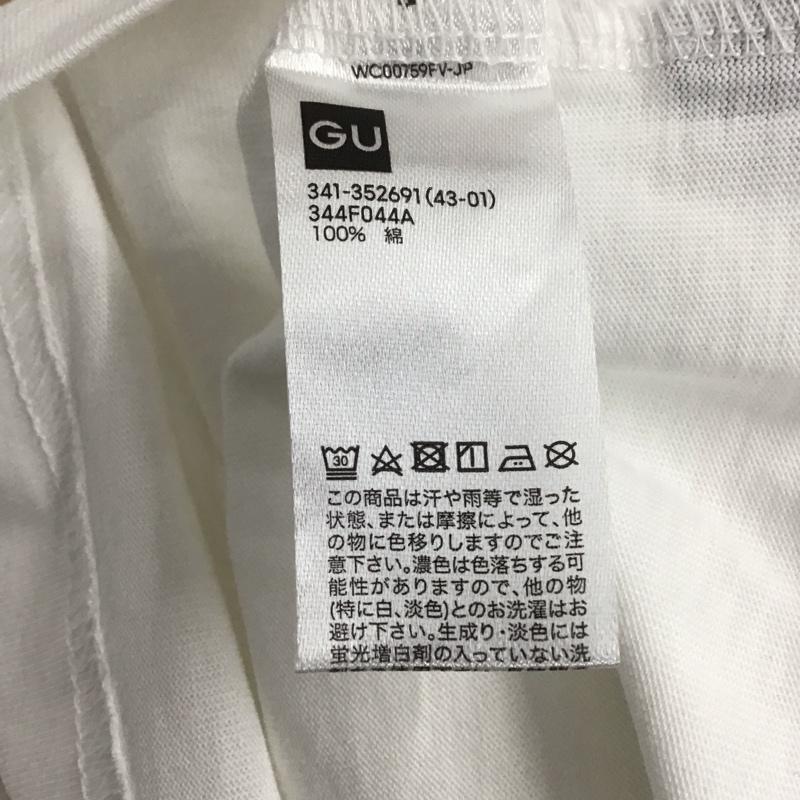 WC00759FV-JP
GU
341-352691(43-01)
344F044A
100% 綿
30
この商品は汗や雨等で湿った
状態、または摩擦によって、他
の物に色移りしますのでご注
意下さい。濃色は色落ちする可
能性がありますので、他の物
(特に白、淡色)とのお洗濯はお
避け下さい。生成り・淡色には
蛍光増白剤の入っていない洗